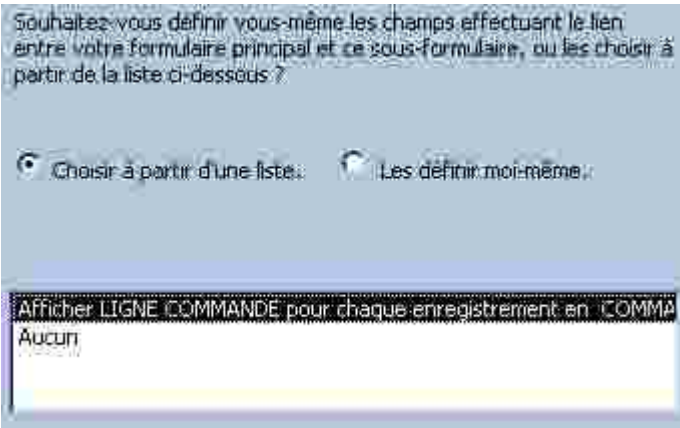 Souhaitez-vous définir vous-même les champs effectuant le lien
entre votre formulaire principal et ce sous-formulaire, ou les choisir à
partir de la liste ci-dessous ?
Choisir à partir d'une liste. Les définir moi-même.
Afficher LIGNE COMMANDE pour chaque enregistrement en COMMA
Aucun